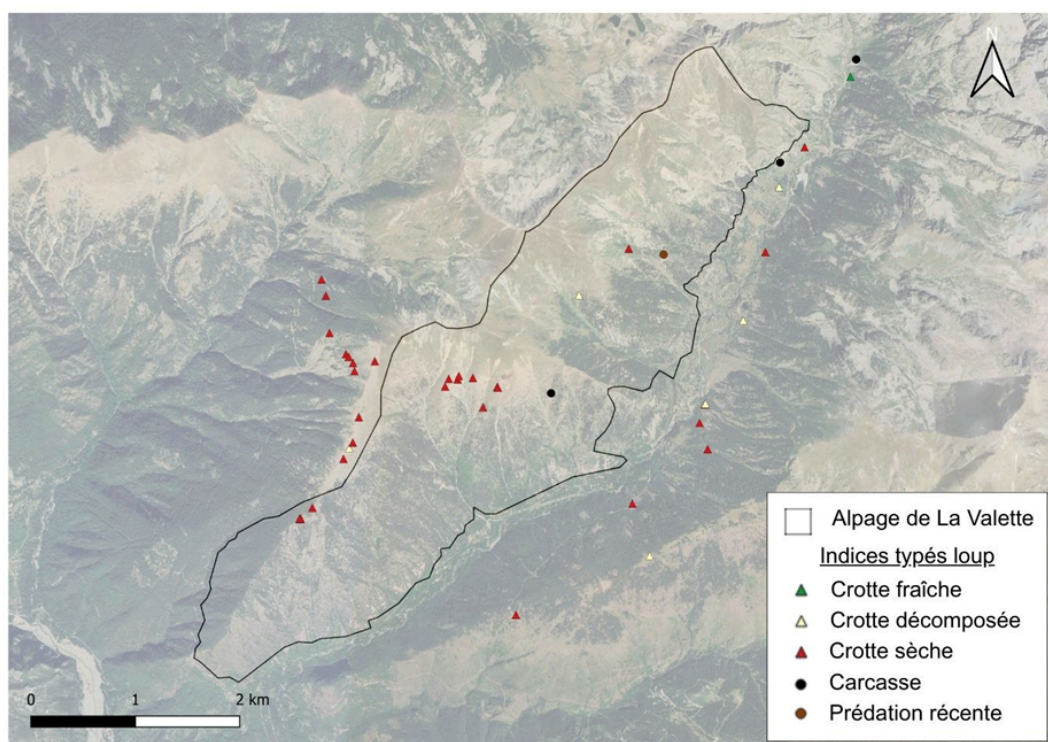 N
Alpage de La Valette
Indices typés loup
Crotte fraîche
Crotte décomposée
Crotte sèche
Carcasse
Prédation récente
0 1 2 km